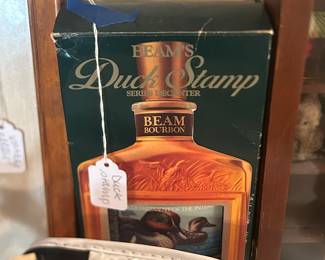 BEAM'S
Duck Stamp
SERIES DECANTER
BEAM
BOURBON
Duck
stamp